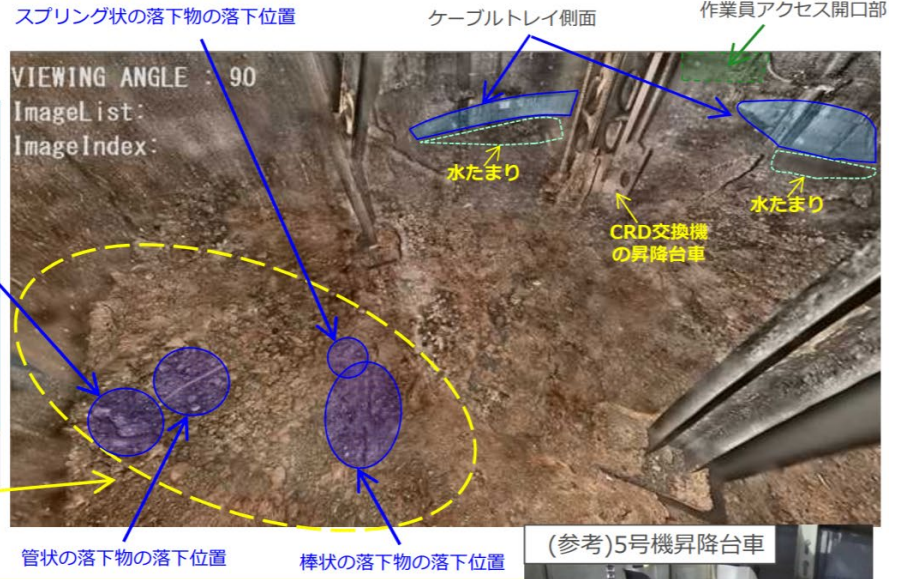 スプリング状の落下物の落下位置
ケーブルトレイ側面
作業員アクセス開口部
VIEWING ANGLE : 90
ImageList:
ImageIndex:
水たまり
水たまり
CRD交換機
の昇降台車
管状の落下物の落下位置
棒状の落下物の落下位置
(参考)5号機昇降台車